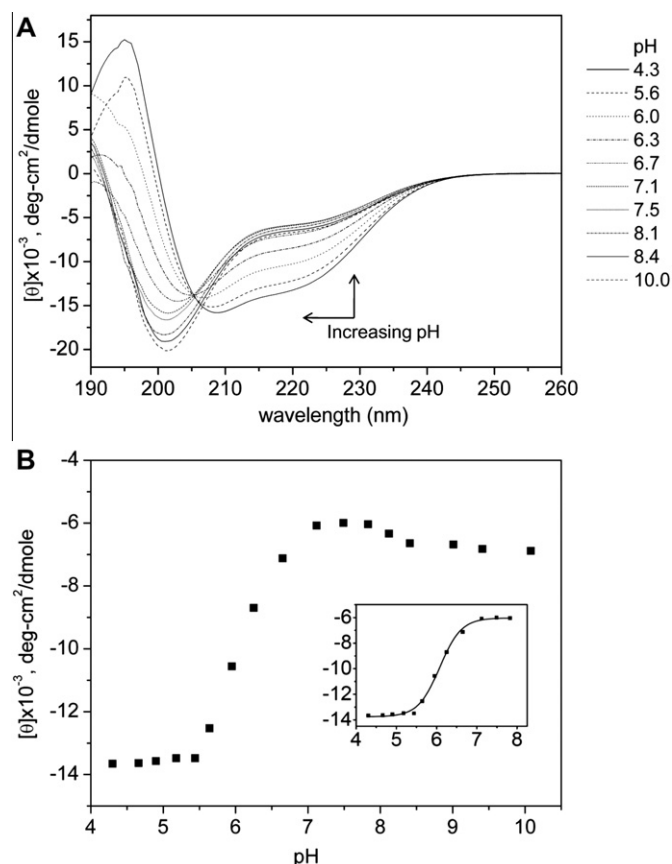 A
[θ]x10⁻³, deg-cm²/dmole
15
10
5
0
-5
-10
-15
-20
190 200 210 220 230 240 250 260
wavelength (nm)
Increasing pH
pH
4.3
5.6
6.0
6.3
6.7
7.1
7.5
8.1
8.4
10.0
B
[θ]x10⁻³, deg-cm²/dmole
-4
-6
-8
-10
-12
-14
4 5 6 7 8 9 10
pH
-6
-8
-10
-12
-14
4 5 6 7 8